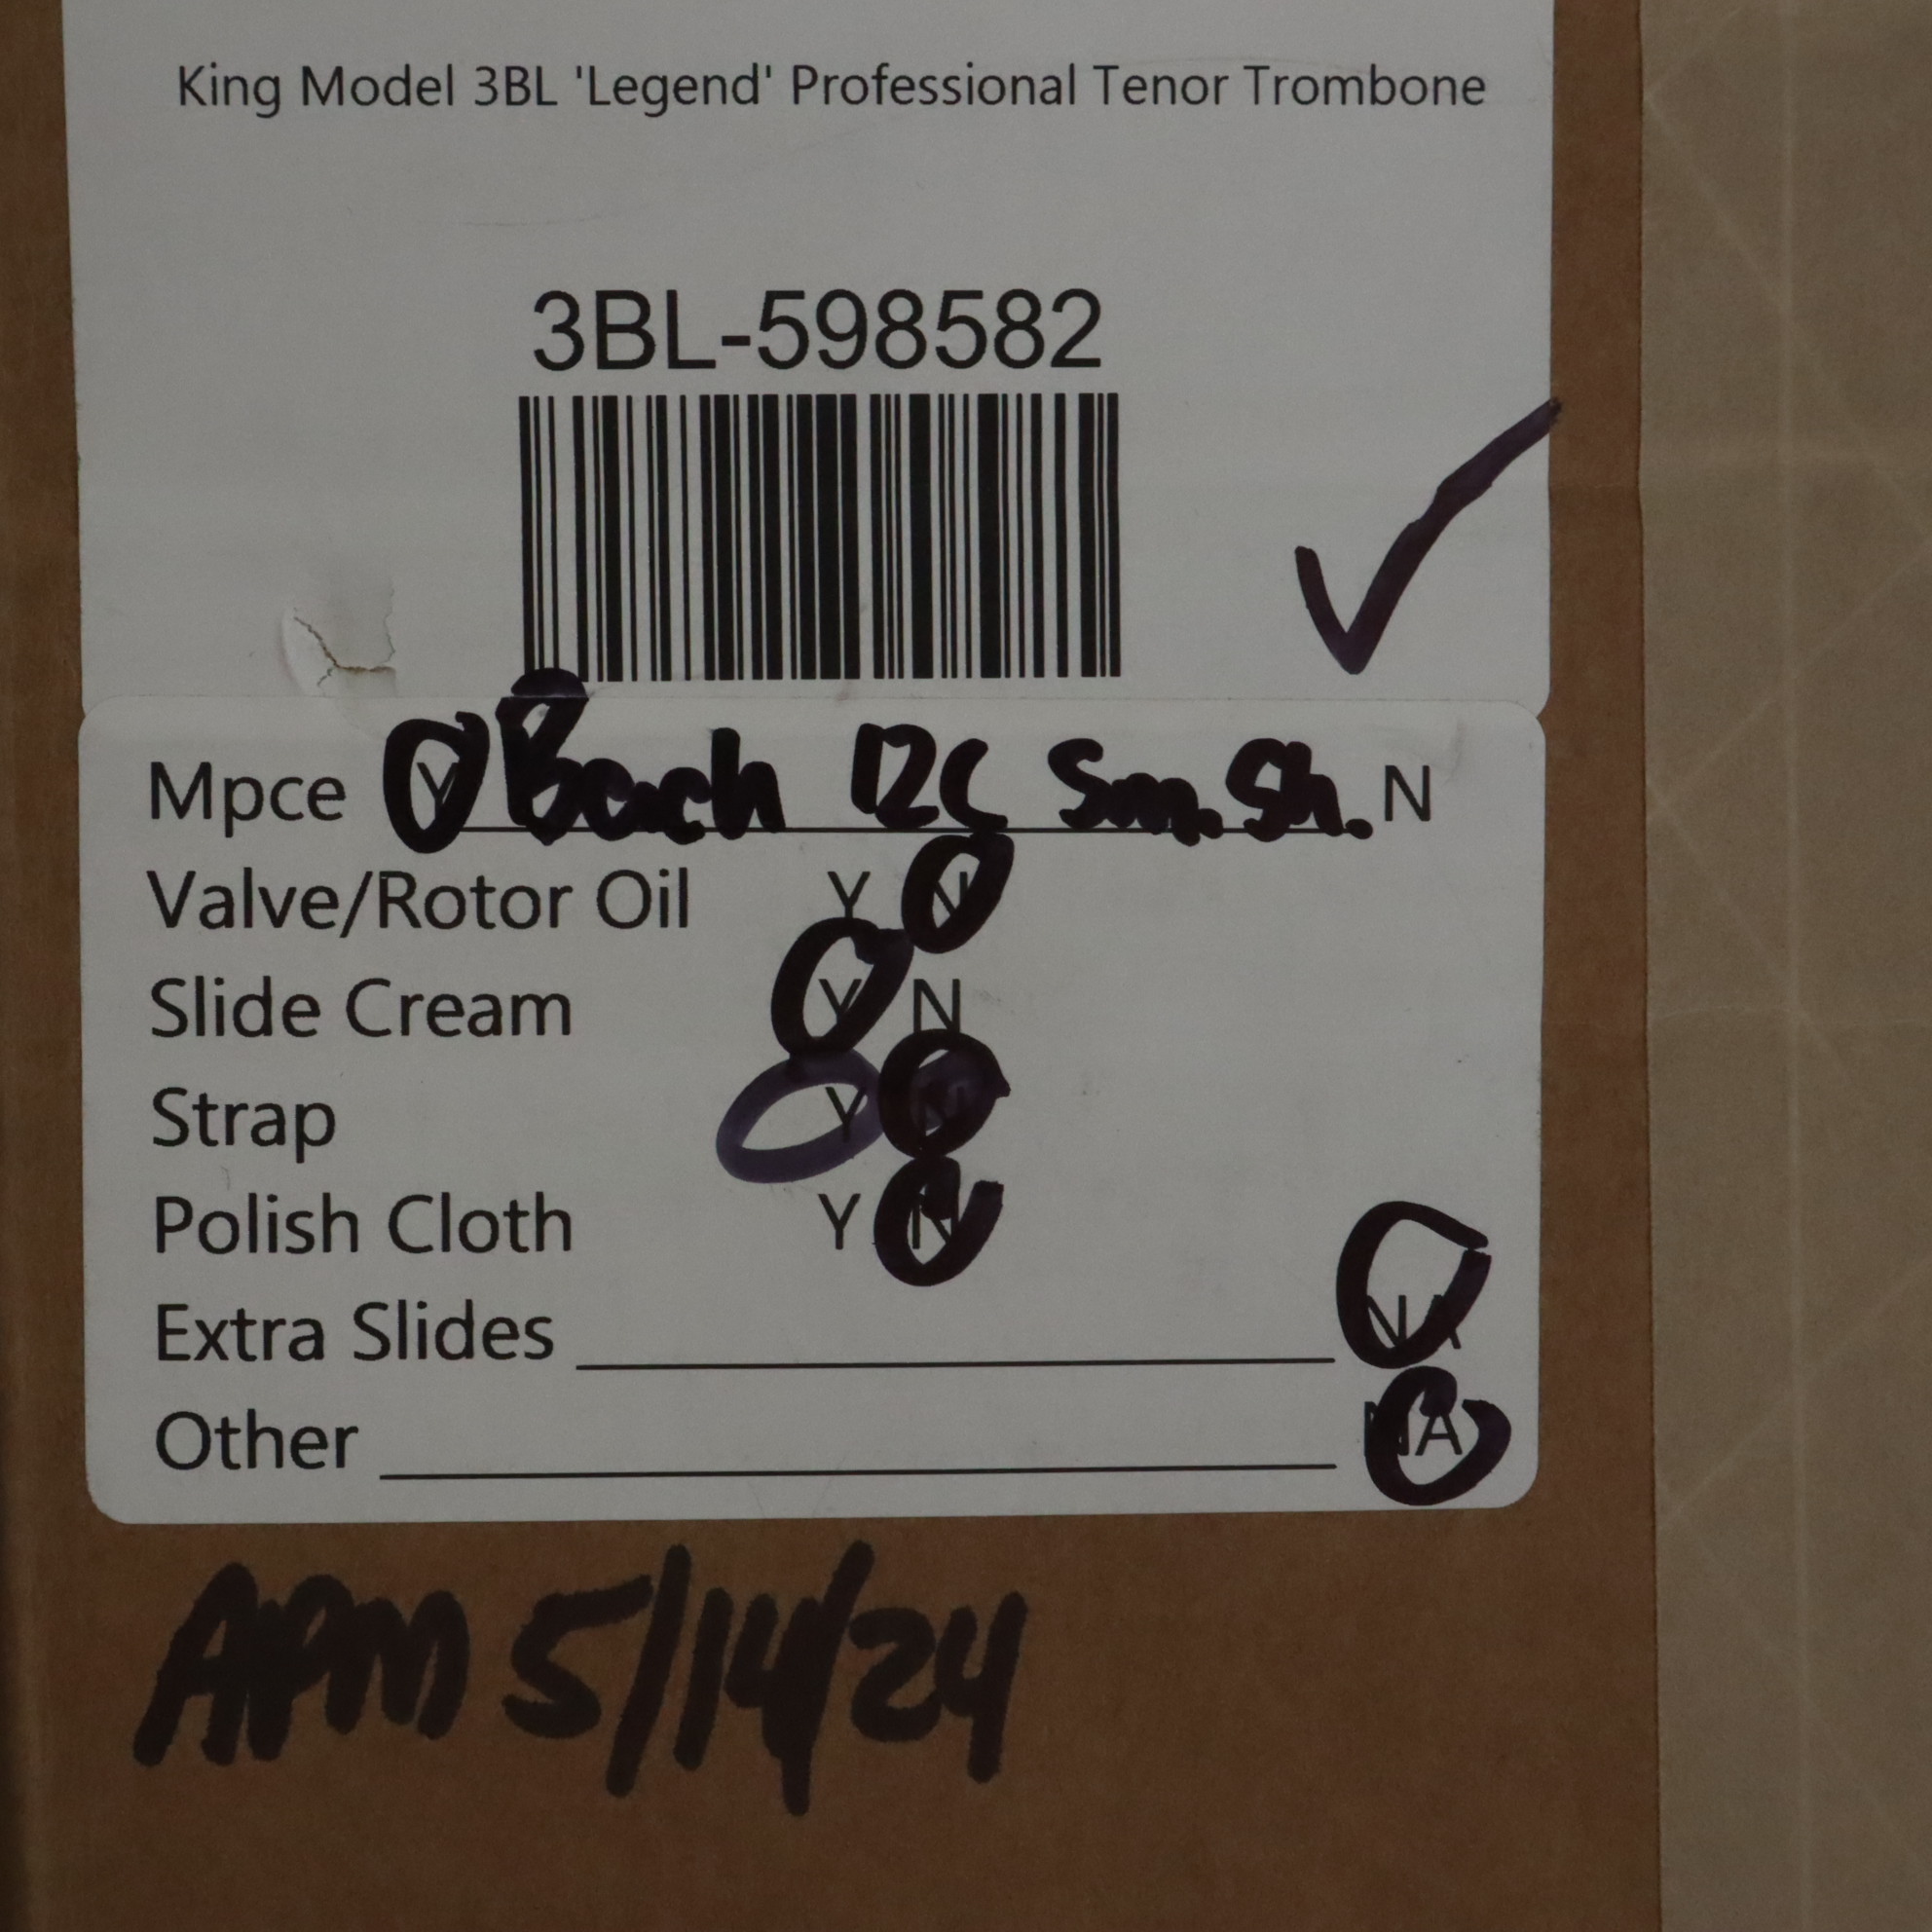 King Model 3BL 'Legend' Professional Tenor Trombone
3BL-598582
Mpce Y Bach 12C Sm. Sh. N
Valve/Rotor Oil Y N
Slide Cream Y N
Strap Y N
Polish Cloth Y N
Extra Slides NA
Other NA
APM 5/14/24